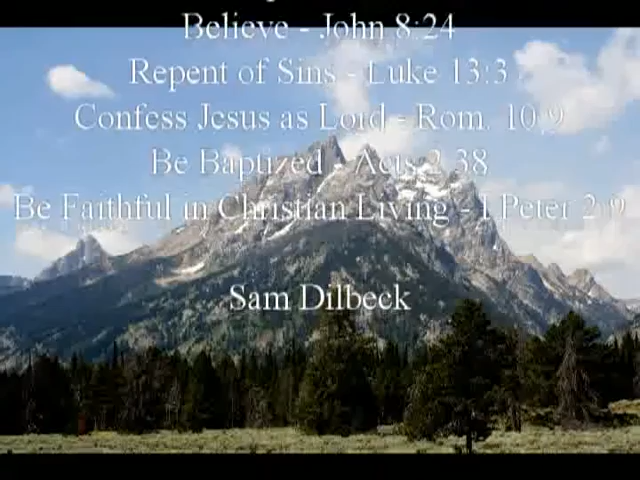 Believe - John 8:24
Repent of Sins - Luke 13:3
Confess Jesus as Lord - Rom. 10:9
Be Baptized - Acts 2:38
Be Faithful in Christian Living - I Peter 2:9
Sam Dilbeck